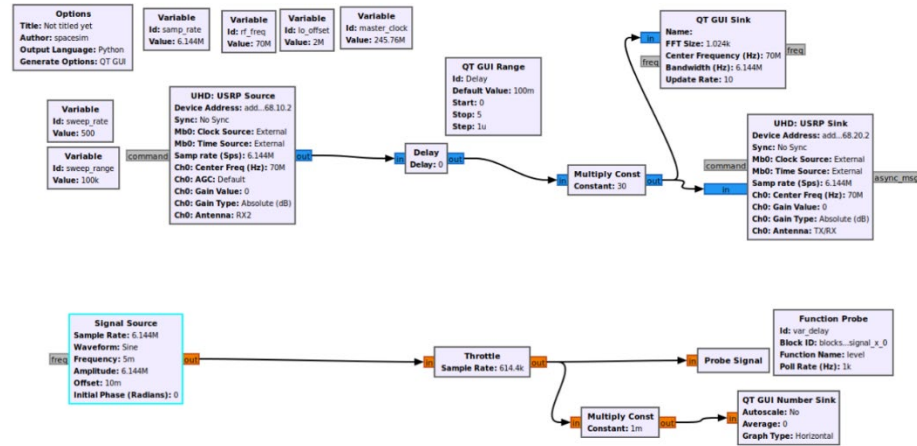 Options
Title: Not titled yet
Author: spacesim
Output Language: Python
Generate Options: QT GUI
Variable
Id: samp_rate
Value: 6.144M
Variable
Id: rf_freq
Value: 70M
Variable
Id: lo_offset
Value: 2M
Variable
Id: master_clock
Value: 245.76M
QT GUI Sink
Name:
FFT Size: 1.024k
Center Frequency (Hz): 70M
Bandwidth (Hz): 6.144M
Update Rate: 10
in
freq
freq
Variable
Id: sweep_rate
Value: 500
Variable
Id: sweep_range
Value: 100k
UHD: USRP Source
Device Address: add...68.10.2
Sync: No Sync
Mb0: Clock Source: External
Mb0: Time Source: External
Samp rate (Sps): 6.144M
Ch0: Center Freq (Hz): 70M
Ch0: AGC: Default
Ch0: Gain Value: 0
Ch0: Gain Type: Absolute (dB)
Ch0: Antenna: RX2
command
out
QT GUI Range
Id: Delay
Default Value: 100m
Start: 0
Stop: 5
Step: 1u
in
Delay
Delay: 0
out
in
Multiply Const
Constant: 30
out
UHD: USRP Sink
Device Address: add...68.20.2
Sync: No Sync
Mb0: Clock Source: External
Mb0: Time Source: External
Samp rate (Sps): 6.144M
Ch0: Center Freq (Hz): 70M
Ch0: Gain Value: 0
Ch0: Gain Type: Absolute (dB)
Ch0: Antenna: TX/RX
command
in
async_msg
Signal Source
Sample Rate: 6.144M
Waveform: Sine
Frequency: 5m
Amplitude: 6.144M
Offset: 10m
Initial Phase (Radians): 0
freq
out
in
Throttle
Sample Rate: 614.4k
out
in
Probe Signal
Function Probe
Id: var_delay
Block ID: blocks...signal_x_0
Function Name: level
Poll Rate (Hz): 1k
in
Multiply Const
Constant: 1m
out
in
QT GUI Number Sink
Autoscale: No
Average: 0
Graph Type: Horizontal